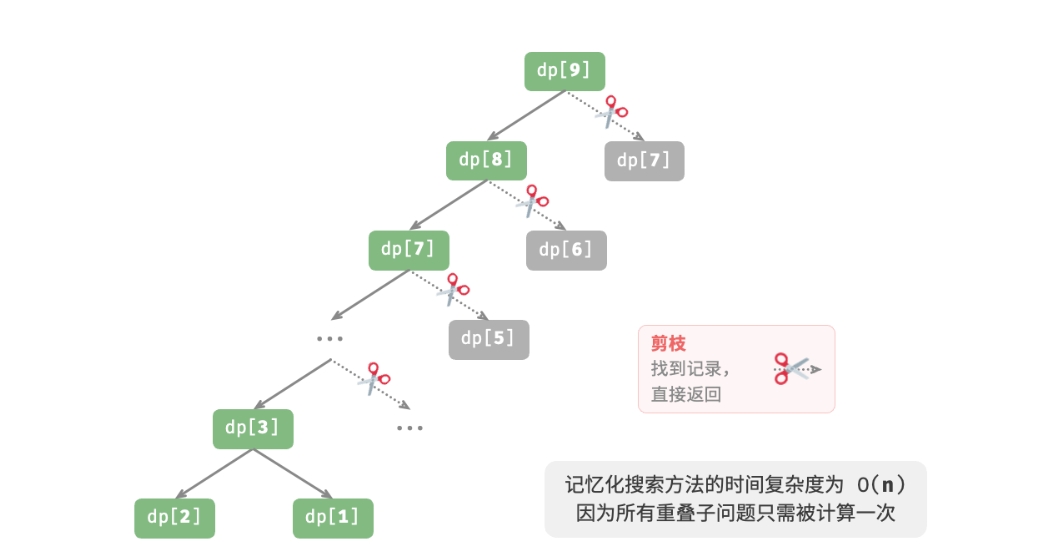 dp[9]
dp[8]
dp[7]
dp[7]
dp[6]
...
dp[5]
dp[3]
...
dp[2]
dp[1]
剪枝
找到记录，
直接返回
记忆化搜索方法的时间复杂度为 O(n)
因为所有重叠子问题只需被计算一次